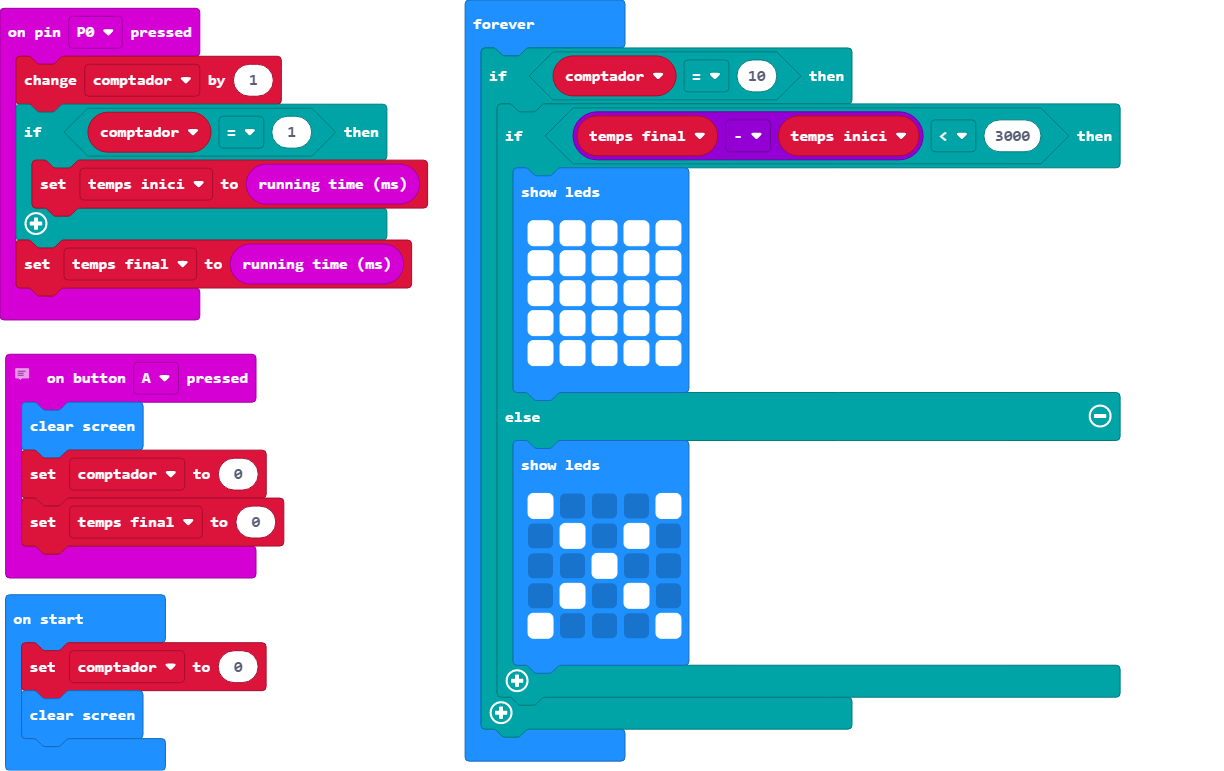 on pin P0 pressed
change comptador by 1
if comptador = 1 then
set temps inici to running time (ms)
set temps final to running time (ms)
on button A pressed
clear screen
set comptador to 0
set temps final to 0
on start
set comptador to 0
clear screen
forever
if comptador = 10 then
if temps final - temps inici < 3000 then
show leds
else
show leds